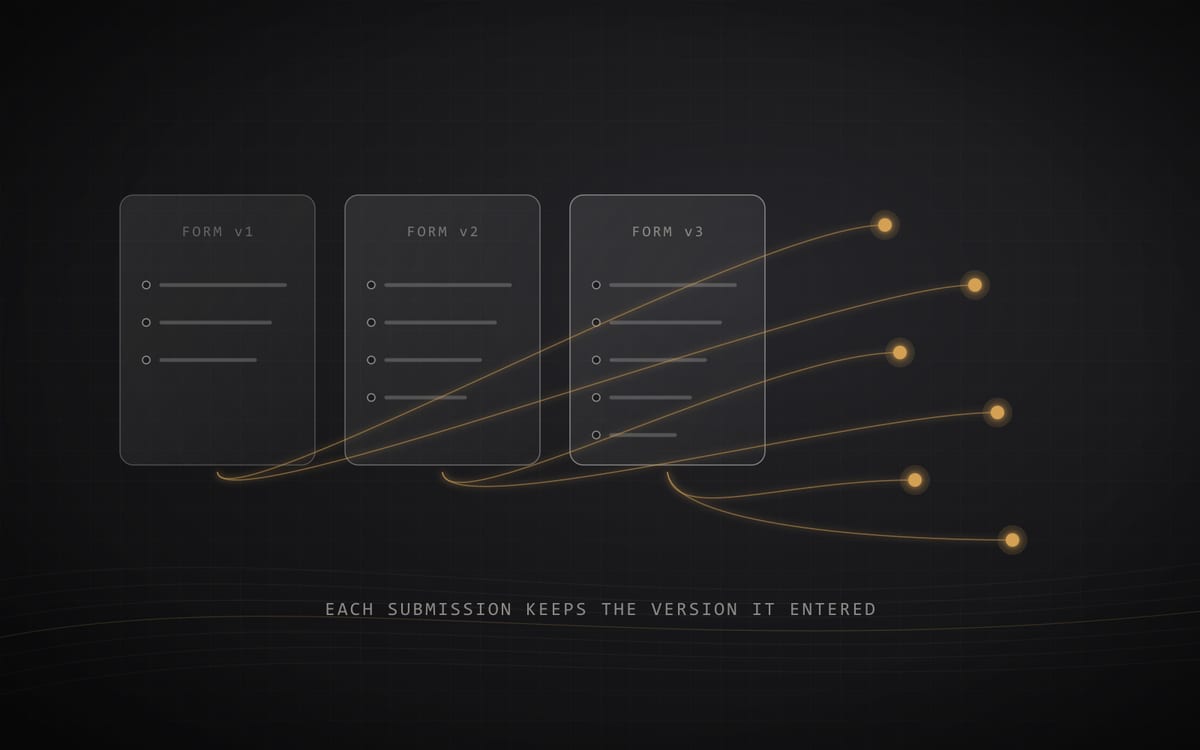 FORM v1
FORM v2
FORM v3
EACH SUBMISSION KEEPS THE VERSION IT ENTERED